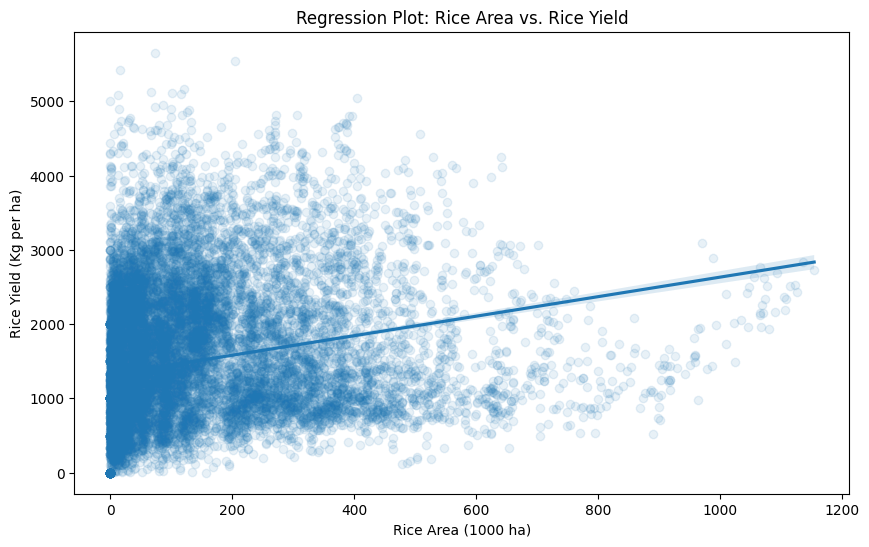 Regression Plot: Rice Area vs. Rice Yield
Rice Yield (Kg per ha)
5000
4000
3000
2000
1000
0
0 200 400 600 800 1000 1200
Rice Area (1000 ha)